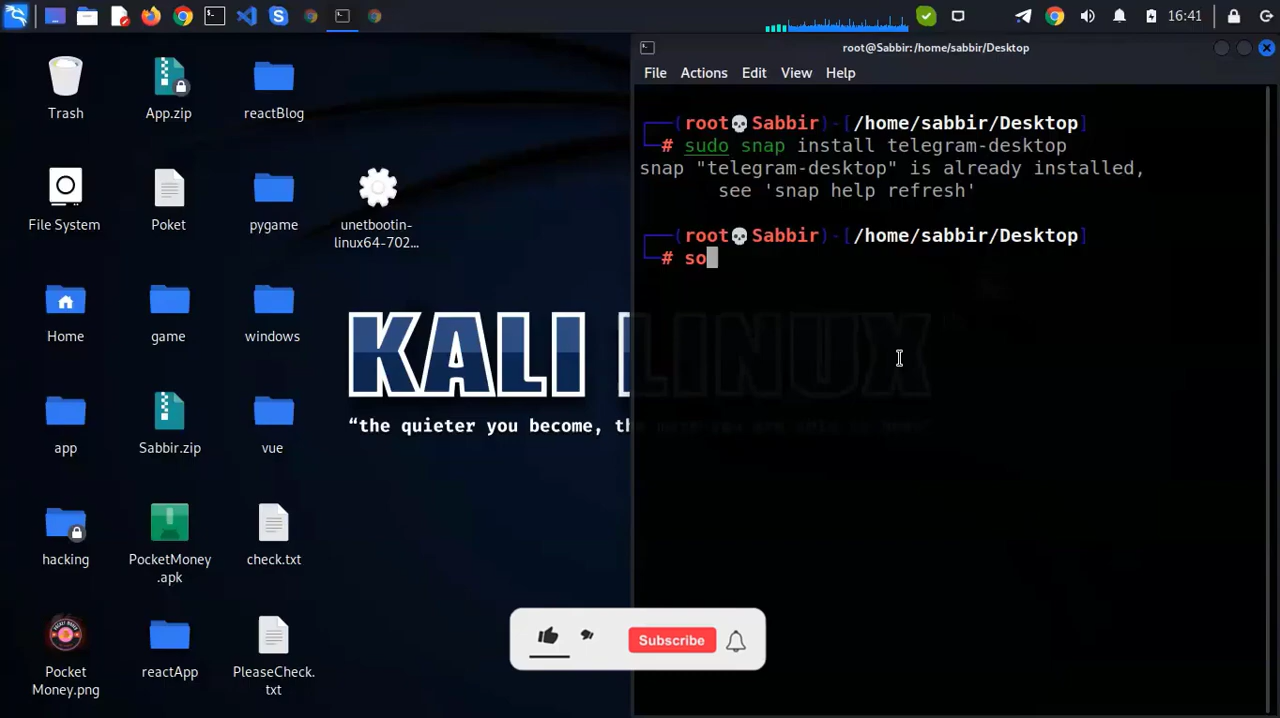 16:41
root@Sabbir:/home/sabbir/Desktop
File Actions Edit View Help
Trash
App.zip
reactBlog
File System
Poket
pygame
unetbootin-
linux64-702...
Home
game
windows
app
Sabbir.zip
vue
hacking
PocketMoney
.apk
check.txt
Pocket
Money.png
reactApp
PleaseCheck.
txt
KALI LINUX
“the quieter you become, th
(root Sabbir)-[/home/sabbir/Desktop]
# sudo snap install telegram-desktop
snap "telegram-desktop" is already installed,
see 'snap help refresh'
(root Sabbir)-[/home/sabbir/Desktop]
# so
Subscribe